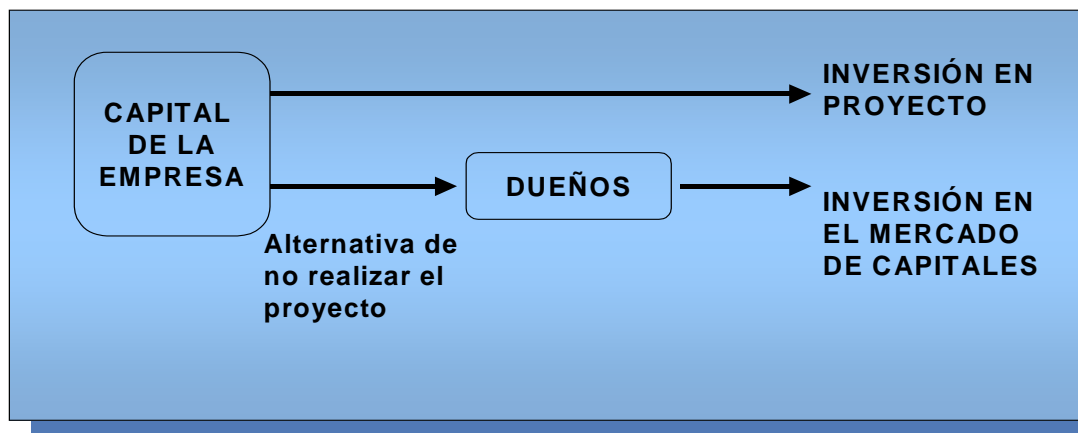 CAPITAL
DE LA
EMPRESA
INVERSIÓN EN
PROYECTO
DUEÑOS
INVERSIÓN EN
EL MERCADO
DE CAPITALES
Alternativa de
no realizar el
proyecto